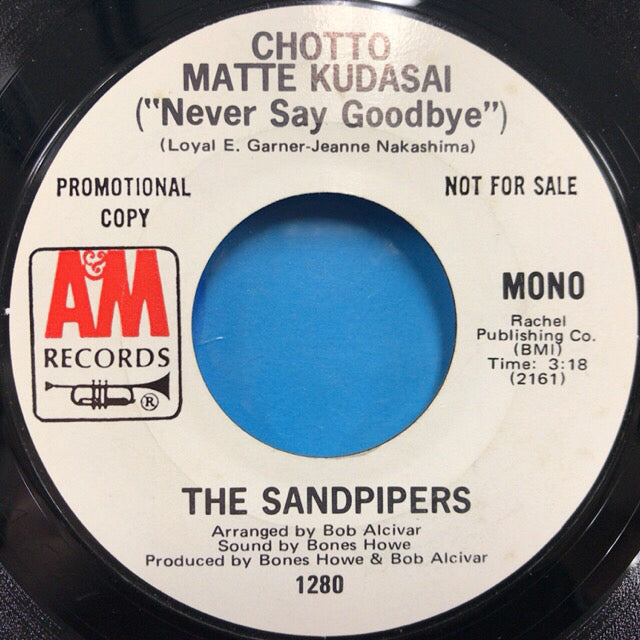 CHOTTO
MATTE KUDASAI
("Never Say Goodbye")
(Loyal E. Garner-Jeanne Nakashima)
PROMOTIONAL
COPY
NOT FOR SALE
A&M
RECORDS
®
MONO
Rachel
Publishing Co.
(BMI)
Time: 3:18
(2161)
THE SANDPIPERS
Arranged by Bob Alcivar
Sound by Bones Howe
Produced by Bones Howe & Bob Alcivar
1280